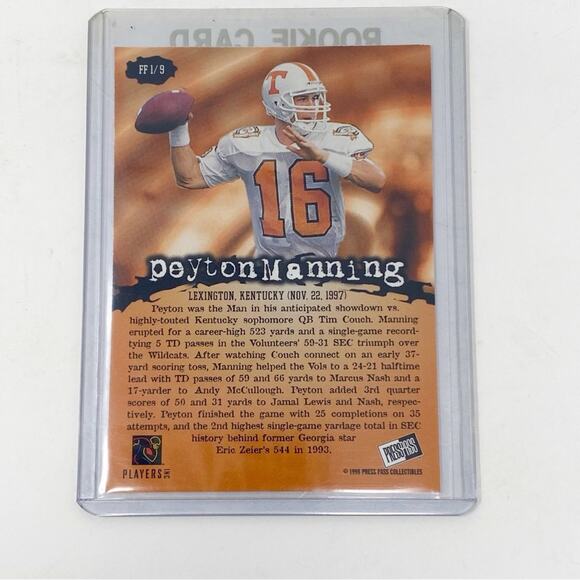 ROOKIE CARD
FF 1/9
T
16
PeytonManning
LEXINGTON, KENTUCKY (NOV. 22, 1997)
Peyton was the Man in his anticipated showdown vs.
highly-touted Kentucky sophomore QB Tim Couch. Manning
erupted for a career-high 523 yards and a single-game record-
tying 5 TD passes in the Volunteers' 59-31 SEC triumph over
the Wildcats. After watching Couch connect on an early 37-
yard scoring toss, Manning helped the Vols to a 24-21 halftime
lead with TD passes of 59 and 66 yards to Marcus Nash and a
17-yarder to Andy McCullough. Peyton added 3rd quarter
scores of 50 and 31 yards to Jamal Lewis and Nash, respec-
tively. Peyton finished the game with 25 completions on 35
attempts, and the 2nd highest single-game yardage total in SEC
history behind former Georgia star
Eric Zeier's 544 in 1993.
PLAYERS INC
PRESS PASS
© 1998 PRESS PASS COLLECTIBLES